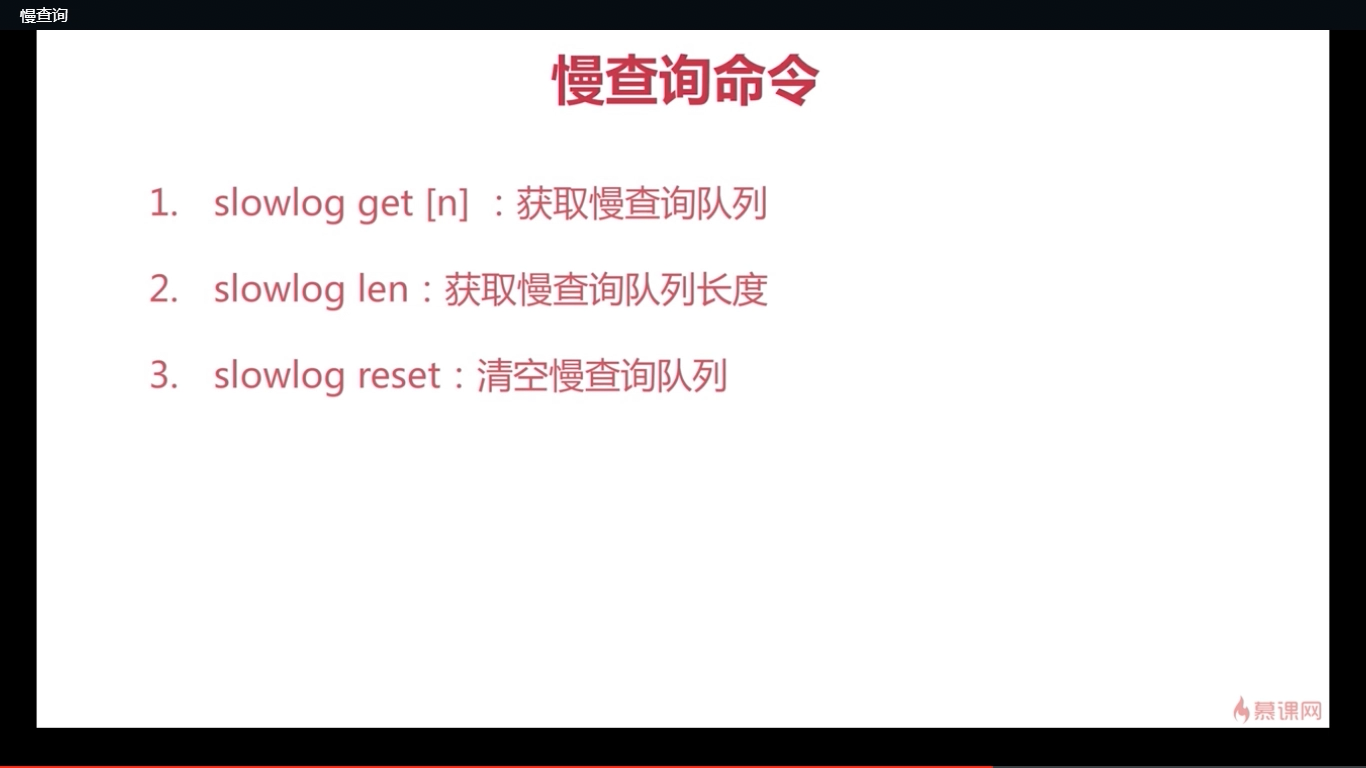 慢查询
慢查询命令
1. slowlog get [n] ：获取慢查询队列
2. slowlog len：获取慢查询队列长度
3. slowlog reset：清空慢查询队列
慕课网